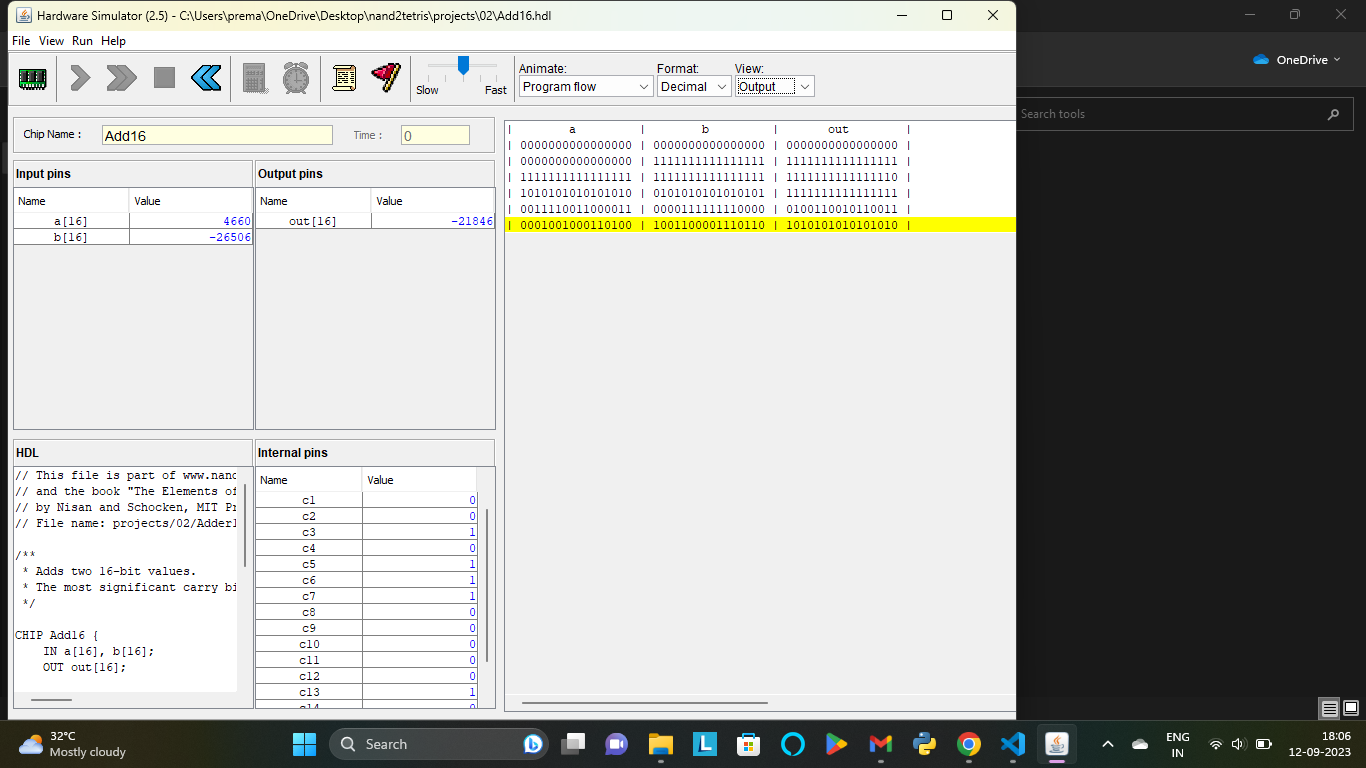 Hardware Simulator (2.5) - C:\Users\prema\OneDrive\Desktop\nand2tetris\projects\02\Add16.hdl
File View Run Help
OneDrive
Slow Fast
Animate: Format: View:
Program flow Decimal Output
Search tools
Chip Name : Add16 Time : 0
Input pins
Name Value
a[16] 4660
b[16] -26506
Output pins
Name Value
out[16] -21846
| a | b | out |
| 0000000000000000 | 0000000000000000 | 0000000000000000 |
| 0000000000000000 | 1111111111111111 | 1111111111111111 |
| 1111111111111111 | 1111111111111111 | 1111111111111110 |
| 1010101010101010 | 0101010101010101 | 1111111111111111 |
| 0011110011000011 | 0000111111110000 | 0100110010110011 |
| 0001001000110100 | 1001100001110110 | 1010101010101010 |
HDL
// This file is part of www.nand
// and the book "The Elements of
// by Nisan and Schocken, MIT Pr
// File name: projects/02/Adder1
/**
* Adds two 16-bit values.
* The most significant carry bi
*/
CHIP Add16 {
IN a[16], b[16];
OUT out[16];
Internal pins
Name Value
c1 0
c2 0
c3 1
c4 0
c5 1
c6 1
c7 1
c8 0
c9 0
c10 0
c11 0
c12 0
c13 1
c14 0
32°C
Mostly cloudy
Search
ENG
IN
18:06
12-09-2023